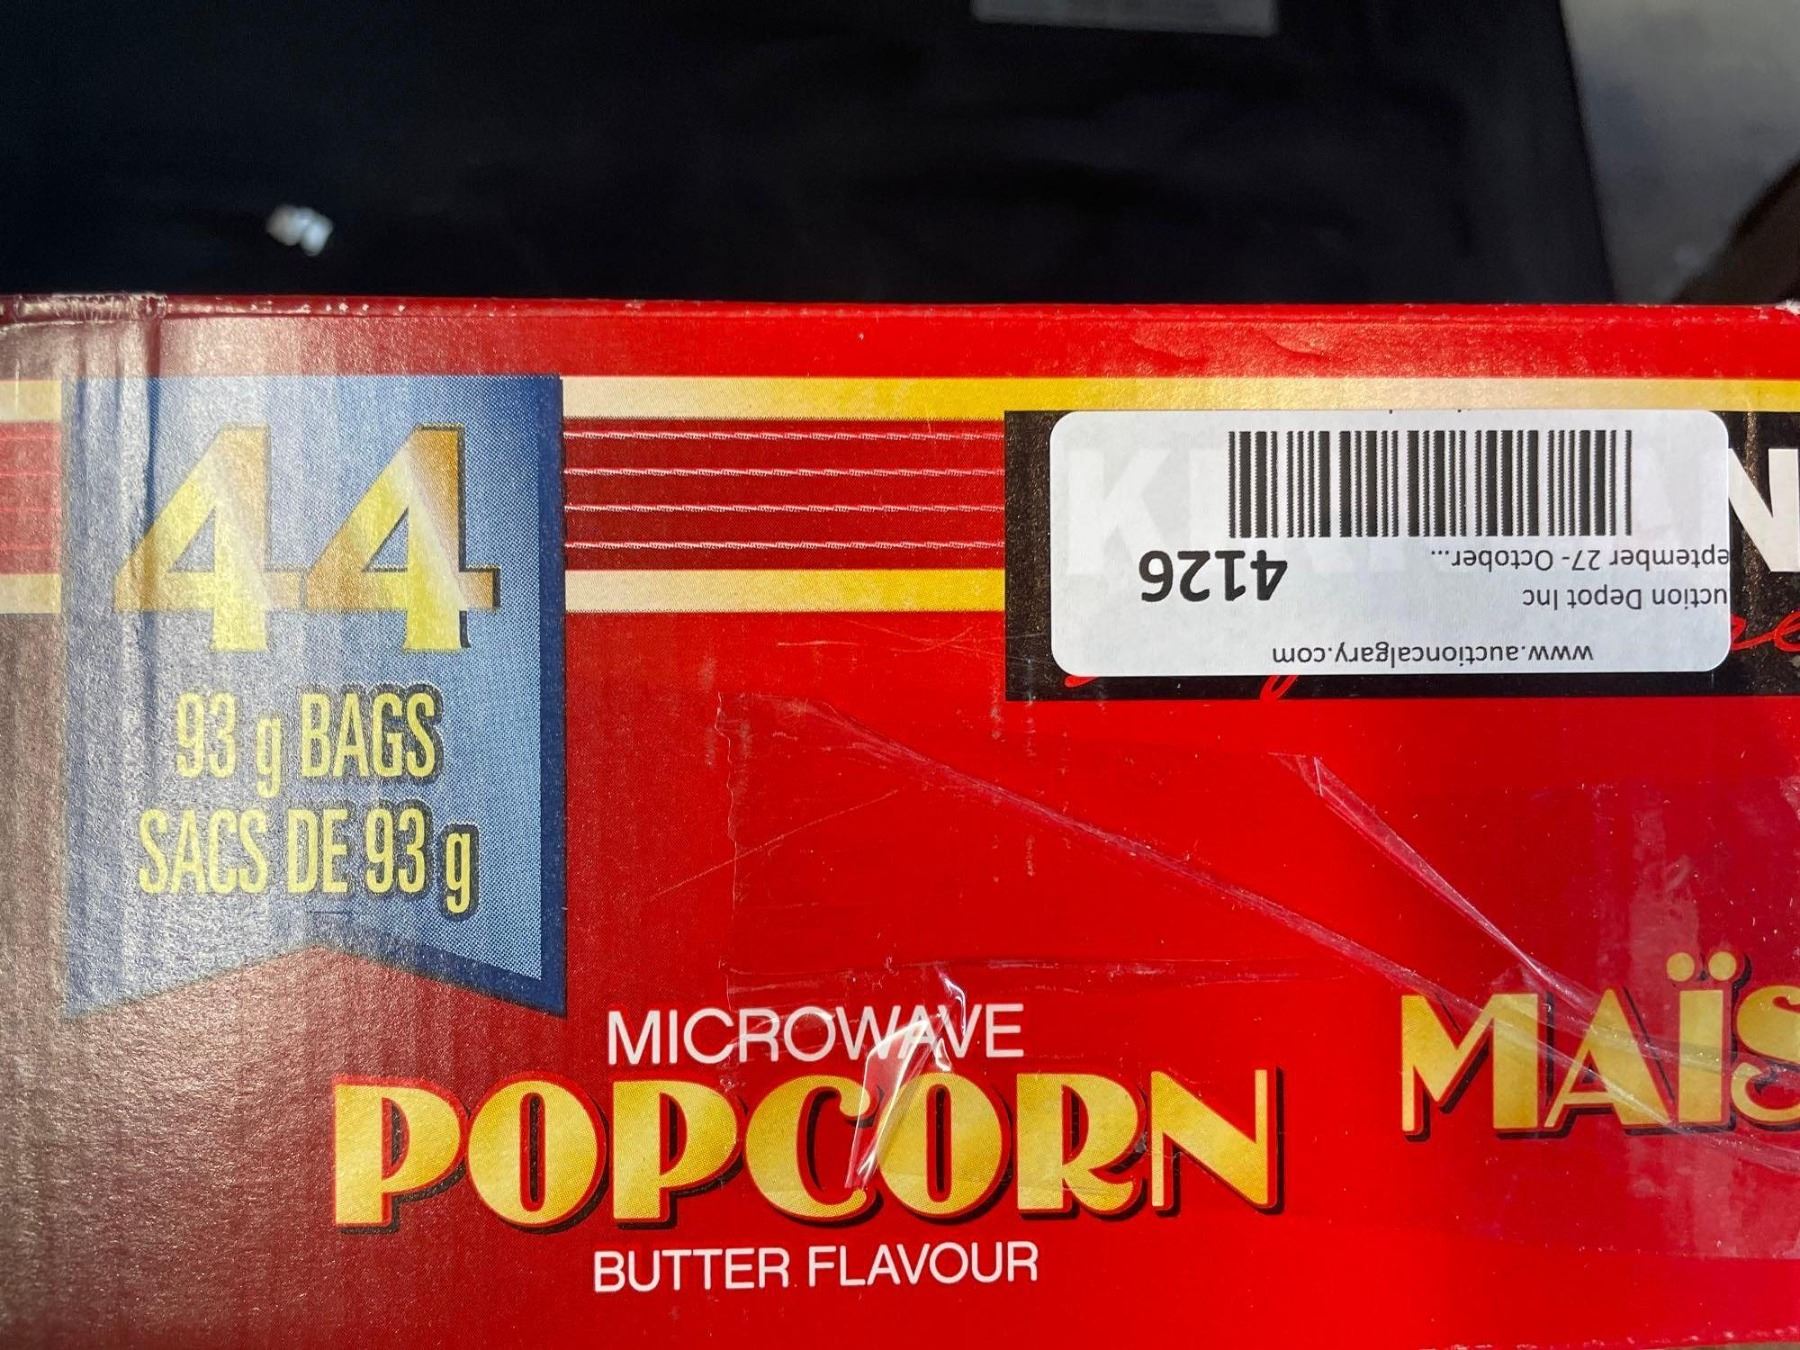 44
93 g BAGS
SACS DE 93 g
4126
eptember 27- October...
uction Depot Inc
www.auctioncalgary.com
MICROWAVE
POPCORN
BUTTER FLAVOUR
MAÏS